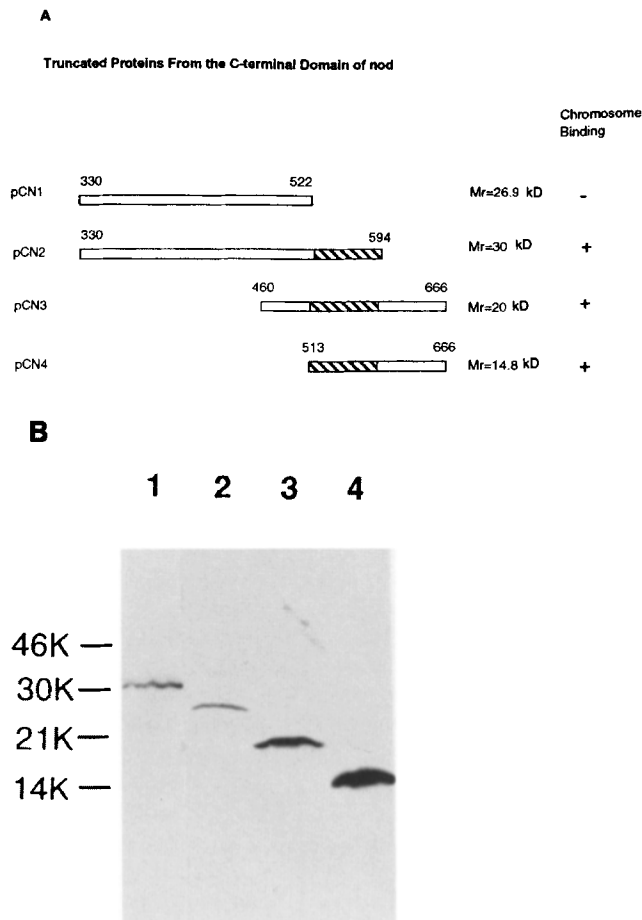 A
Truncated Proteins From the C-terminal Domain of nod
Chromosome
Binding
pCN1 330 522 Mr=26.9 kD -
pCN2 330 594 Mr=30 kD +
pCN3 460 666 Mr=20 kD +
pCN4 513 666 Mr=14.8 kD +
B
1 2 3 4
46K
30K
21K
14K